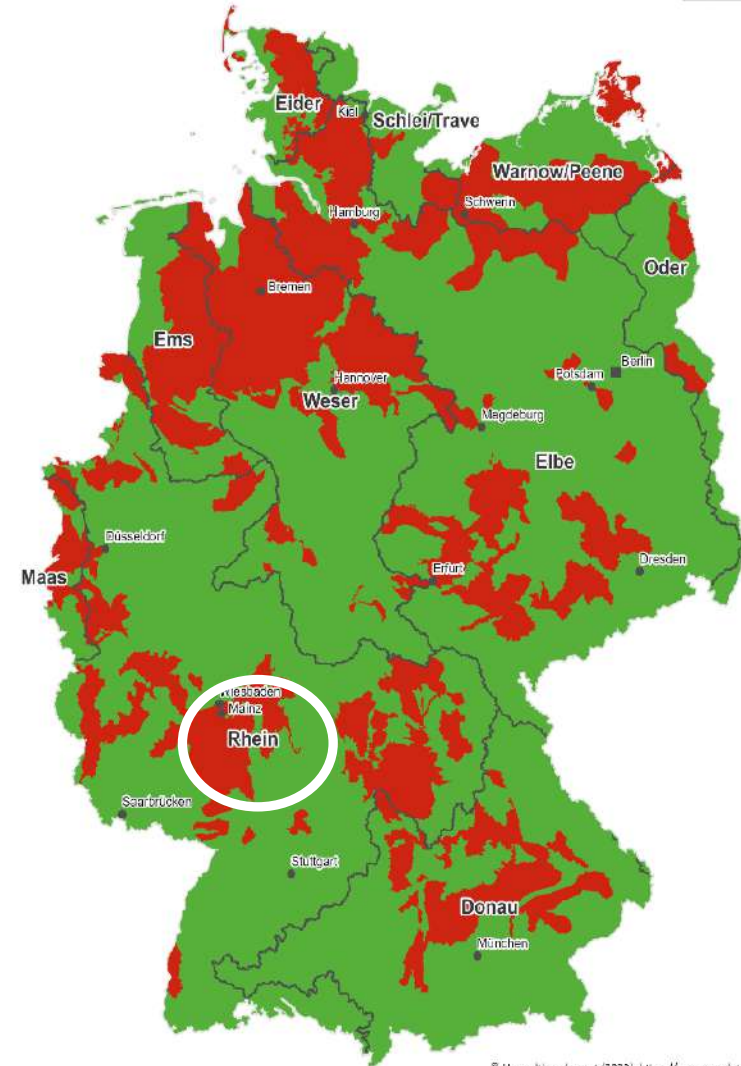 Eider
Kiel
Schlei/Trave
Warnow/Peene
Schwerin
Hamburg
Oder
Bremen
Ems
Berlin
Potsdam
Hannover
Weser
Magdeburg
Elbe
Düsseldorf
Dresden
Erfurt
Maas
Wiesbaden
Mainz
Rhein
Saarbrücken
Stuttgart
Donau
München